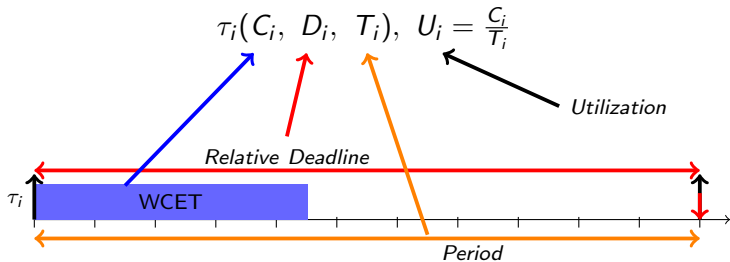 τᵢ(Cᵢ, Dᵢ, Tᵢ), Uᵢ = Cᵢ/Tᵢ
Utilization
Relative Deadline
τᵢ
WCET
Period